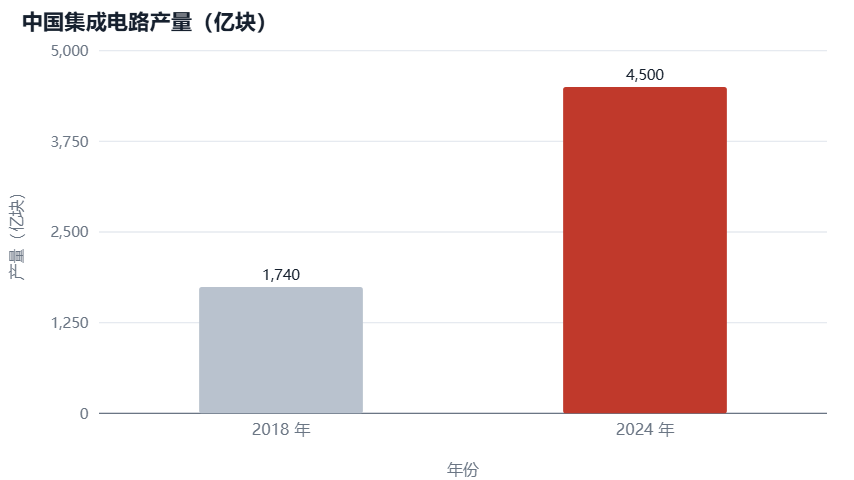 中国集成电路产量（亿块）
产量（亿块）
5,000
3,750
2,500
1,250
0
1,740
4,500
2018 年
2024 年
年份